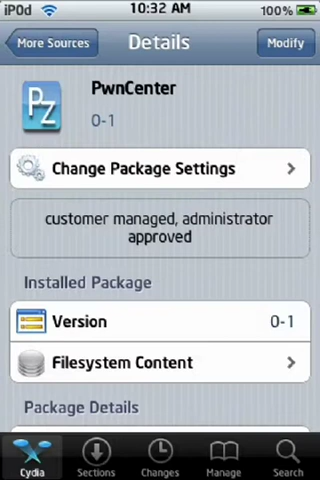 iPod 10:32 AM 100%
More Sources Details Modify
PZ PwnCenter
0-1
Change Package Settings
customer managed, administrator
approved
Installed Package
Version 0-1
Filesystem Content
Package Details
Cydia Sections Changes Manage Search